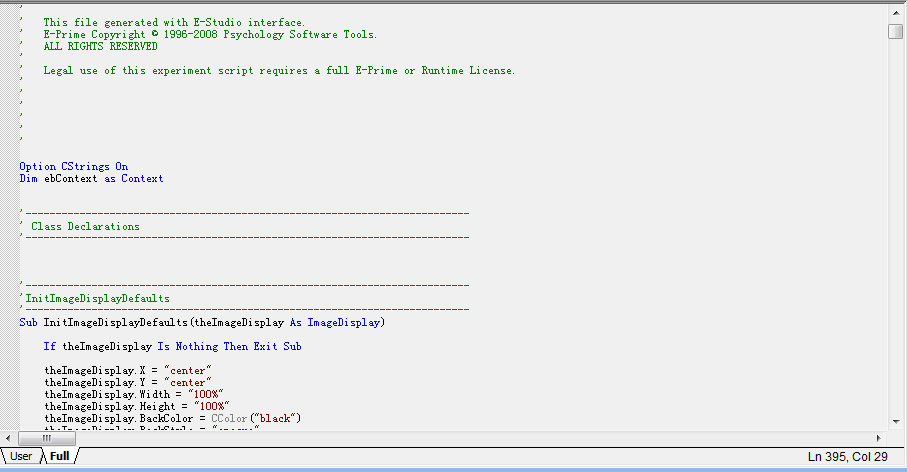 '
'   This file generated with E-Studio interface.
'   E-Prime Copyright © 1996-2008 Psychology Software Tools.
'   ALL RIGHTS RESERVED
'
'   Legal use of this experiment script requires a full E-Prime or Runtime License.
'
'
'
'
'
'
Option CStrings On
Dim ebContext as Context
'--------------------------------------------------------------------------
' Class Declarations
'--------------------------------------------------------------------------
'--------------------------------------------------------------------------
'InitImageDisplayDefaults
'--------------------------------------------------------------------------
Sub InitImageDisplayDefaults(theImageDisplay As ImageDisplay)
If theImageDisplay Is Nothing Then Exit Sub
theImageDisplay.X = "center"
theImageDisplay.Y = "center"
theImageDisplay.Width = "100%"
theImageDisplay.Height = "100%"
theImageDisplay.BackColor = CColor("black")
User Full Ln 395, Col 29